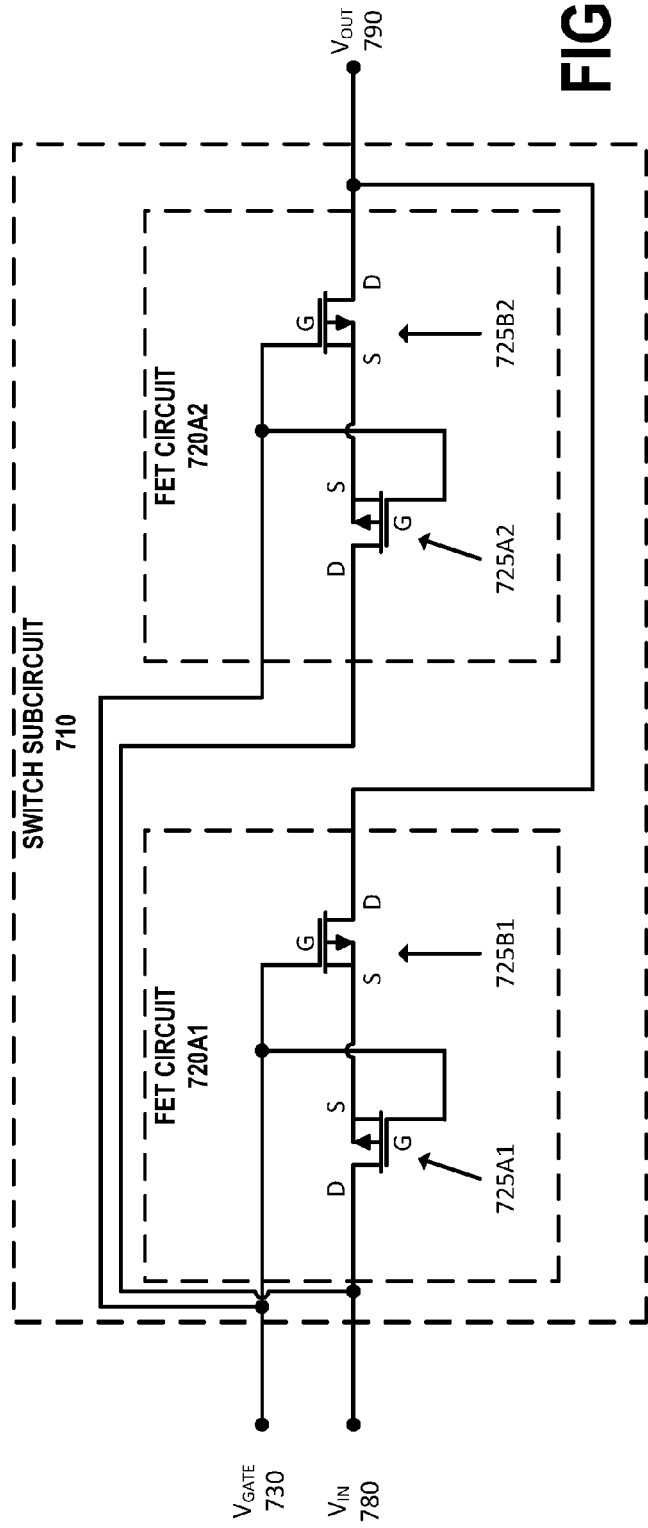 SWITCH SUBCIRCUIT
710
FET CIRCUIT
720A1
FET CIRCUIT
720A2
V_GATE
730
V_IN
780
V_OUT
790
D
S
G
G
S
D
725A1
725B1
D
S
G
G
S
D
725A2
725B2
FIG